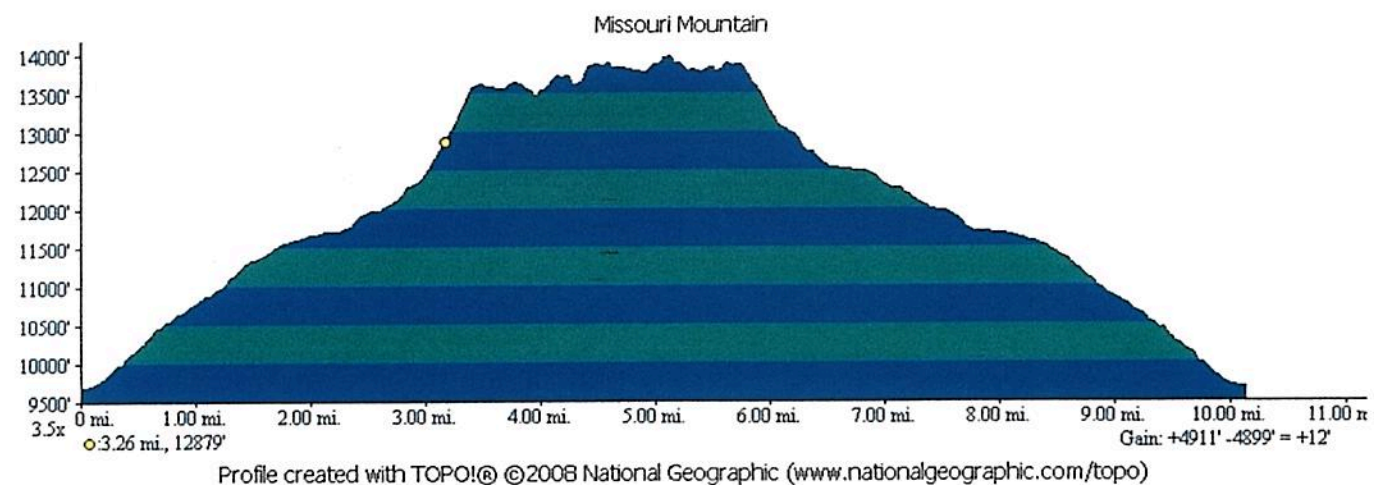 Missouri Mountain
14000'
13500'
13000'
12500'
12000'
11500'
11000'
10500'
10000'
9500'
0 mi. 1.00 mi. 2.00 mi. 3.00 mi. 4.00 mi. 5.00 mi. 6.00 mi. 7.00 mi. 8.00 mi. 9.00 mi. 10.00 mi. 11.00 m
3.5x
:3.26 mi., 12879' Gain: +4911' -4899' = +12'
Profile created with TOPO!® ©2008 National Geographic (www.nationalgeographic.com/topo)